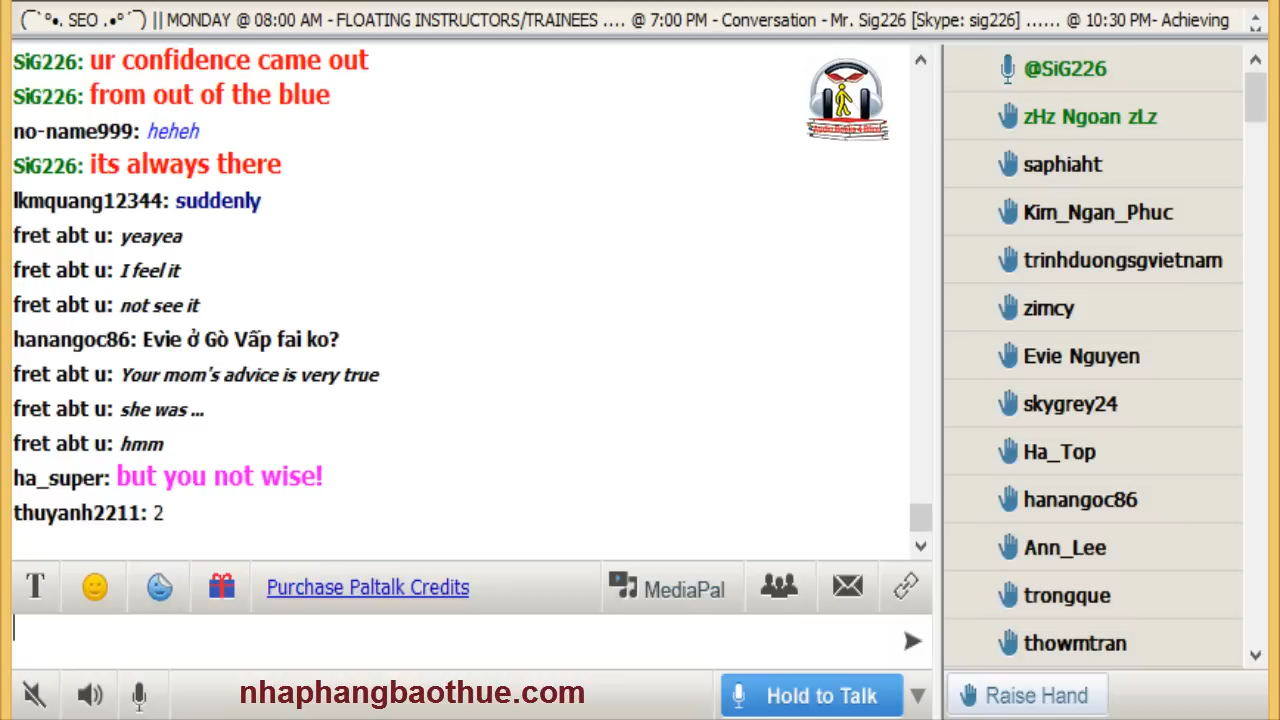 (¯`°•. SEO .•°´¯) || MONDAY @ 08:00 AM - FLOATING INSTRUCTORS/TRAINEES .... @ 7:00 PM - Conversation - Mr. Sig226 [Skype: sig226] ...... @ 10:30 PM- Achieving
SiG226: ur confidence came out
SiG226: from out of the blue
no-name999: heheh
SiG226: its always there
lkmquang12344: suddenly
fret abt u: yeayea
fret abt u: I feel it
fret abt u: not see it
hanangoc86: Evie ở Gò Vấp fai ko?
fret abt u: Your mom's advice is very true
fret abt u: she was ...
fret abt u: hmm
ha_super: but you not wise!
thuyanh2211: 2
@SiG226
zHz Ngoan zLz
saphiaht
Kim_Ngan_Phuc
trinhduongsgvietnam
zimcy
Evie Nguyen
skygrey24
Ha_Top
hanangoc86
Ann_Lee
trongque
thowmtran
T
Purchase Paltalk Credits
MediaPal
nhaphangbaothue.com
Hold to Talk
Raise Hand